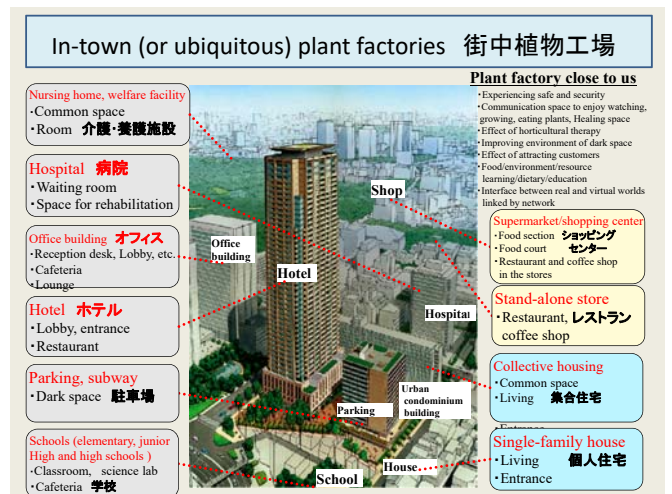 In-town (or ubiquitous) plant factories 街中植物工場
Nursing home, welfare facility
・Common space
・Room 介護・養護施設
Hospital 病院
・Waiting room
・Space for rehabilitation
Office building オフィス
・Reception desk, Lobby, etc.
・Cafeteria
・Lounge
Hotel ホテル
・Lobby, entrance
・Restaurant
Parking, subway
・Dark space 駐車場
Schools (elementary, junior
High and high schools )
・Classroom, science lab
・Cafeteria 学校
Shop
Office
building
Hotel
Hospital
Urban
condominium
building
Parking
House
School
Plant factory close to us
・Experiencing safe and security
・Communication space to enjoy watching,
growing, eating plants, Healing space
・Effect of horticultural therapy
・Improving environment of dark space
・Effect of attracting customers
・Food/environment/resource
learning/dietary/education
・Interface between real and virtual worlds
linked by network
Supermarket/shopping center
・Food section ショッピング
・Food court センター
・Restaurant and coffee shop
in the stores
Stand-alone store
・Restaurant, レストラン
coffee shop
Collective housing
・Common space
・Living 集合住宅
Single-family house
・Living 個人住宅
・Entrance